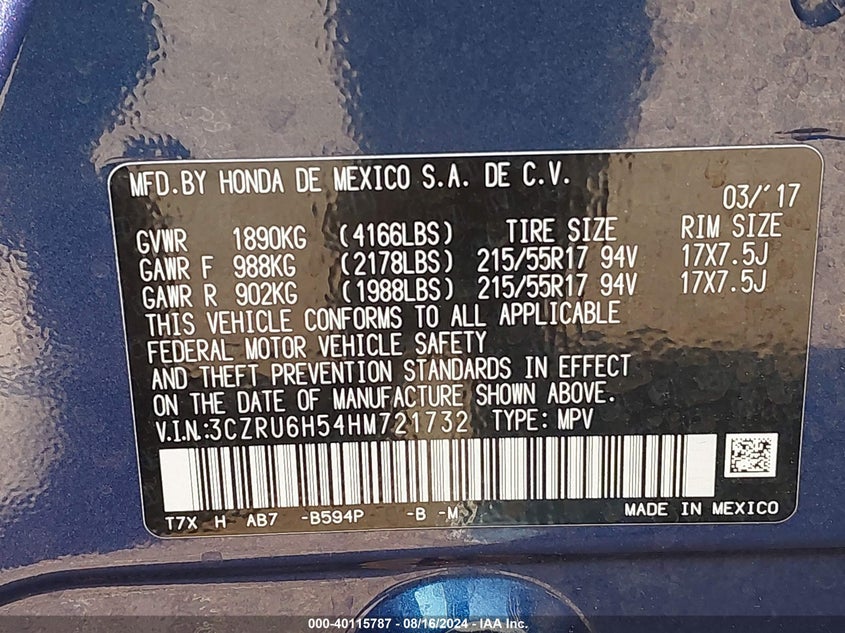 MFD.BY HONDA DE MEXICO S.A. DE C.V.
03/'17
GVWR 1890KG (4166LBS) TIRE SIZE RIM SIZE
GAWR F 988KG (2178LBS) 215/55R17 94V 17X7.5J
GAWR R 902KG (1988LBS) 215/55R17 94V 17X7.5J
THIS VEHICLE CONFORMS TO ALL APPLICABLE
FEDERAL MOTOR VEHICLE SAFETY
AND THEFT PREVENTION STANDARDS IN EFFECT
ON THE DATE OF MANUFACTURE SHOWN ABOVE.
V.I.N.:3CZRU6H54HM721732 TYPE: MPV
T7X H AB7 -B594P -B -M MADE IN MEXICO
000-40115787 - 08/16/2024 - IAA Inc.